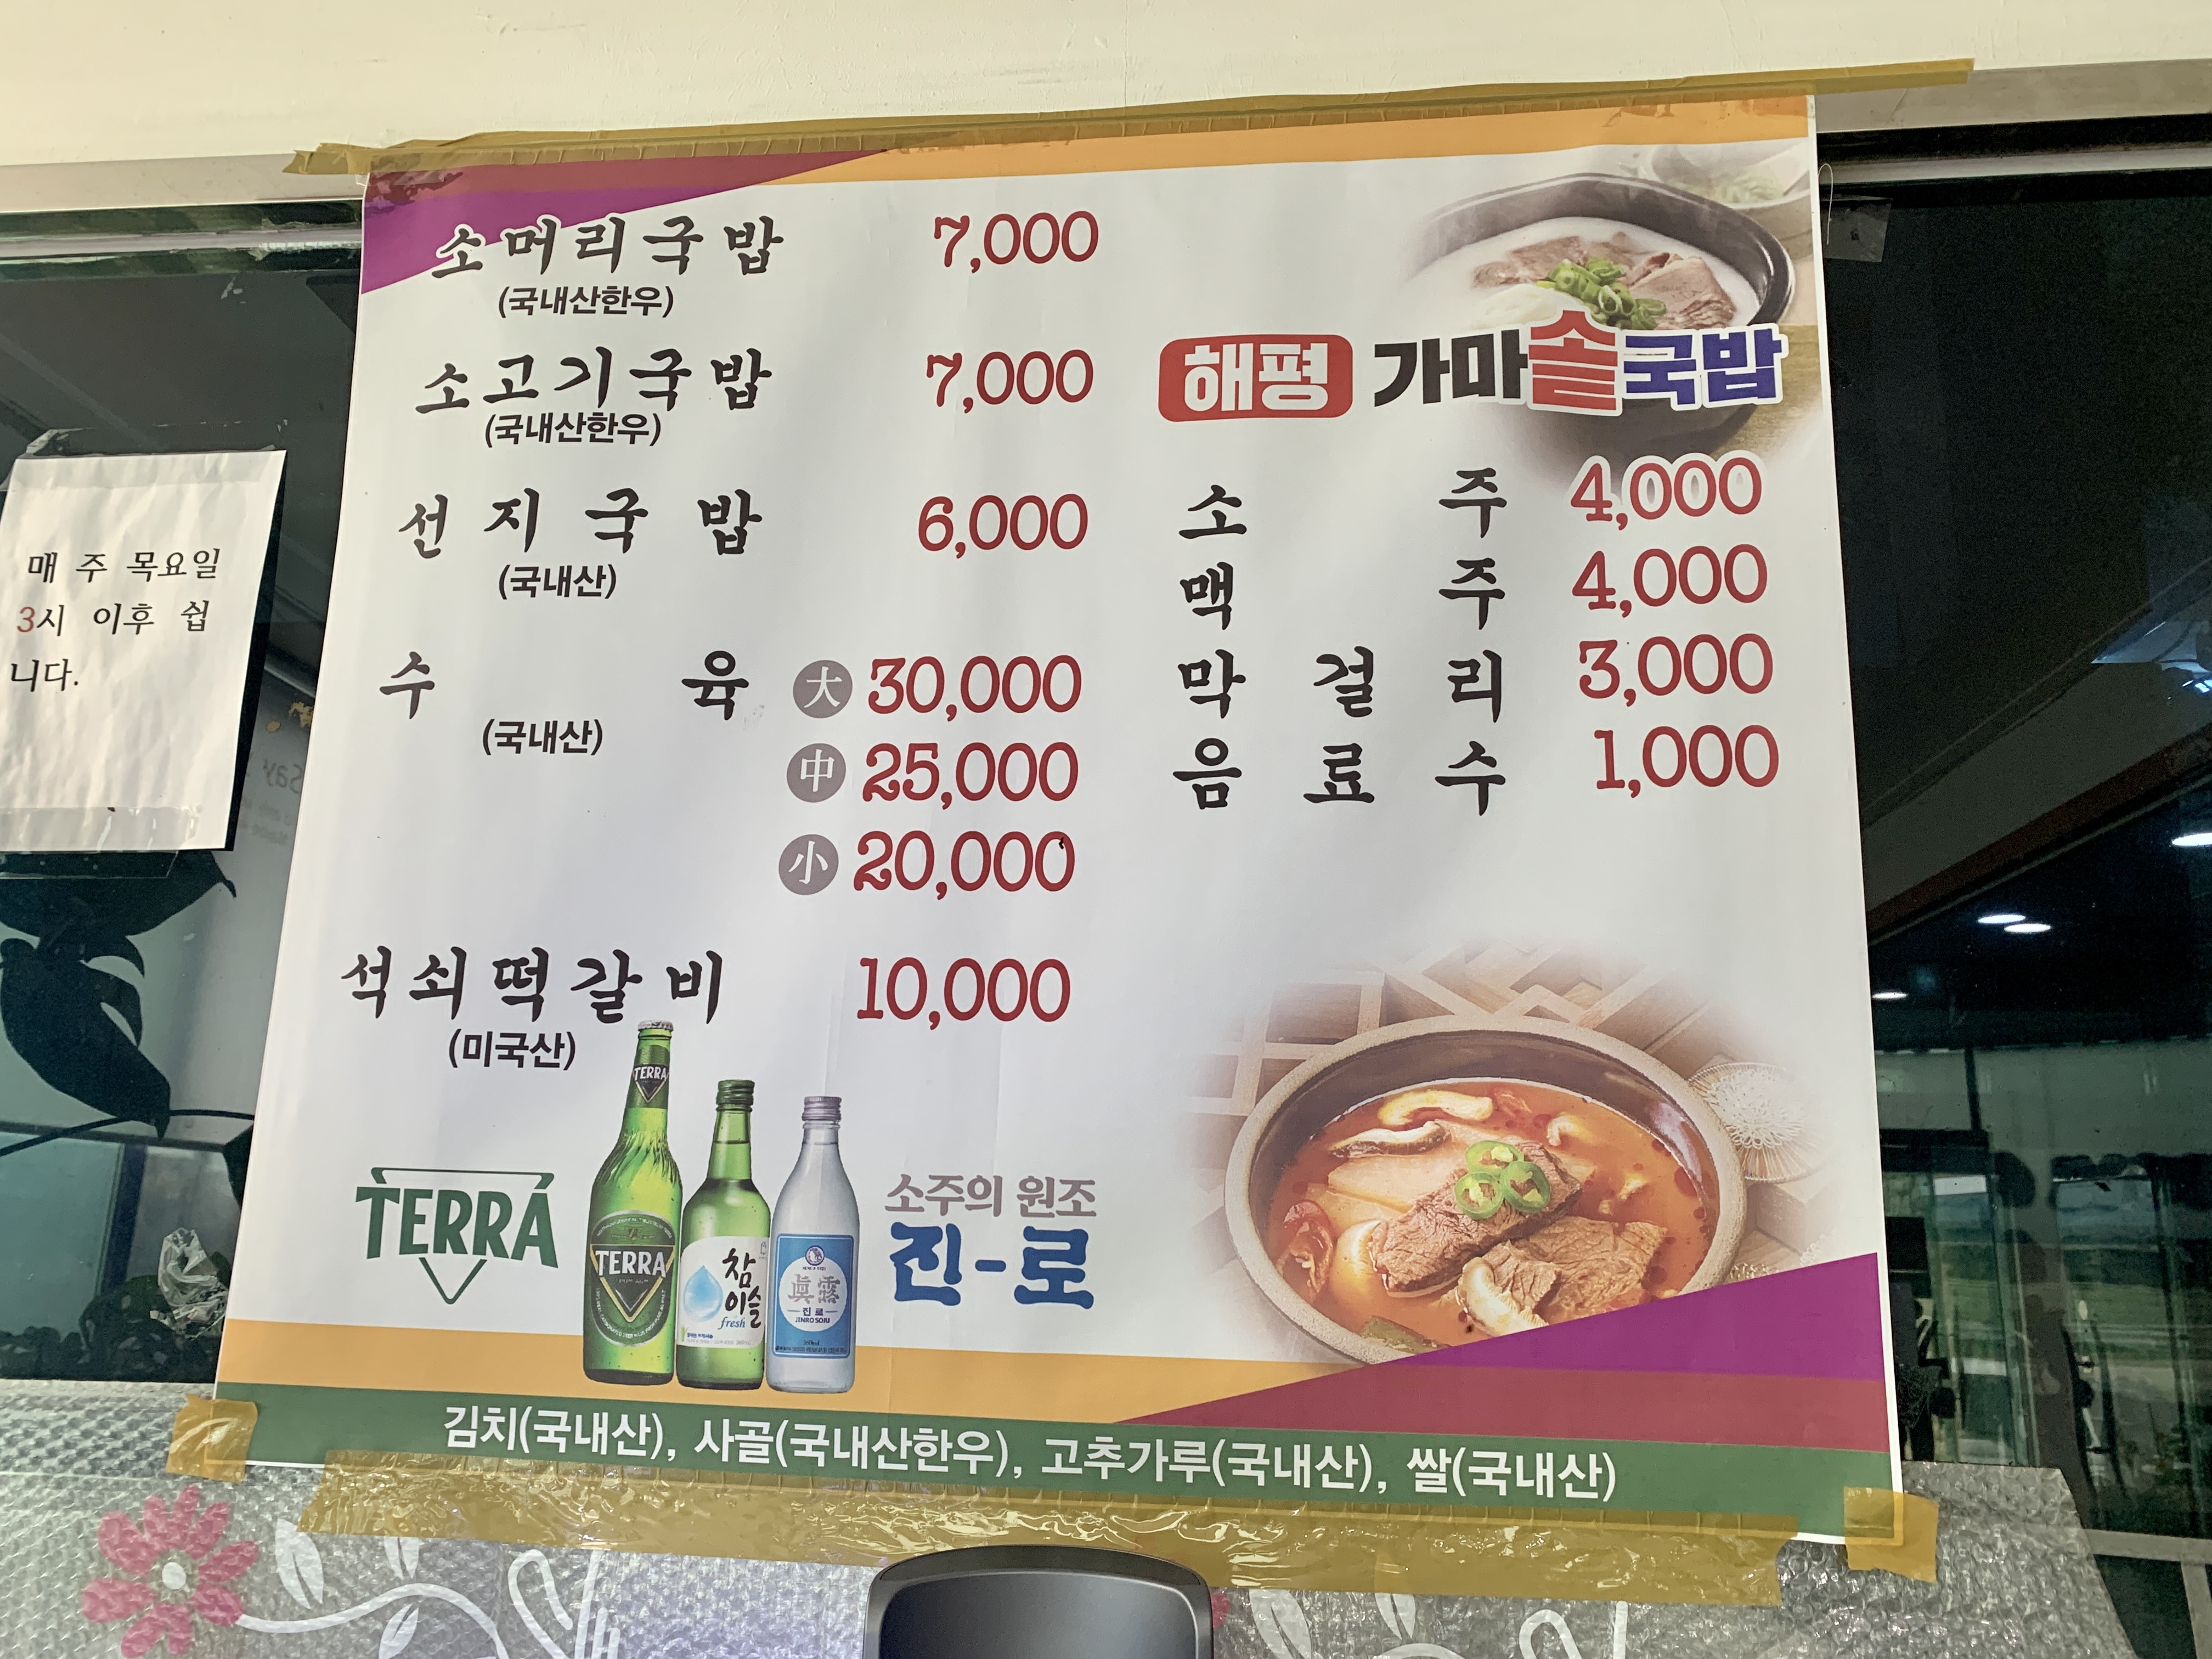 소머리국밥 7,000
(국내산한우)
소고기국밥 7,000
(국내산한우)
선지국밥 6,000
(국내산)
수육 大 30,000
(국내산)
中 25,000
小 20,000
석쇠떡갈비 10,000
(미국산)
해평 가마솥국밥
소주 4,000
맥주 4,000
막걸리 3,000
음료수 1,000
TERRA
TERRA
TERRA
참
이슬
fresh
眞露
진로
JINRO SOJU
소주의 원조
진-로
김치(국내산), 사골(국내산한우), 고추가루(국내산), 쌀(국내산)
매 주 목요일
3시 이후 쉽
니다.